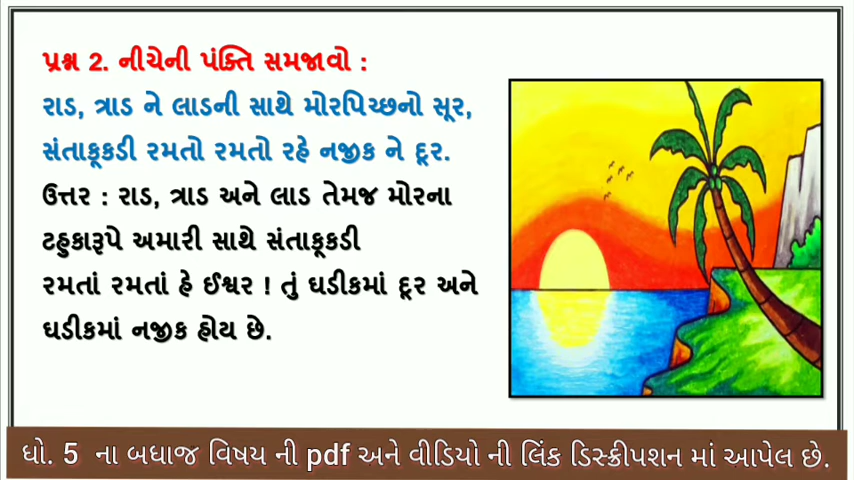 પ્રશ્ન 2. નીચેની પંક્તિ સમજાવો :
રાડ, ત્રાડ ને લાડની સાથે મોરપિચ્છનો સૂર,
સંતાકૂકડી રમતો રમતો રહે નજીક ને દૂર.
ઉત્તર : રાડ, ત્રાડ અને લાડ તેમજ મોરના
ટહુકારૂપે અમારી સાથે સંતાકૂકડી
રમતાં રમતાં હે ઈશ્વર ! તું ઘડીકમાં દૂર અને
ઘડીકમાં નજીક હોય છે.
ધો. 5 ના બધાજ વિષય ની pdf અને વીડિયો ની લિંક ડિસ્ક્રીપશન માં આપેલ છે.